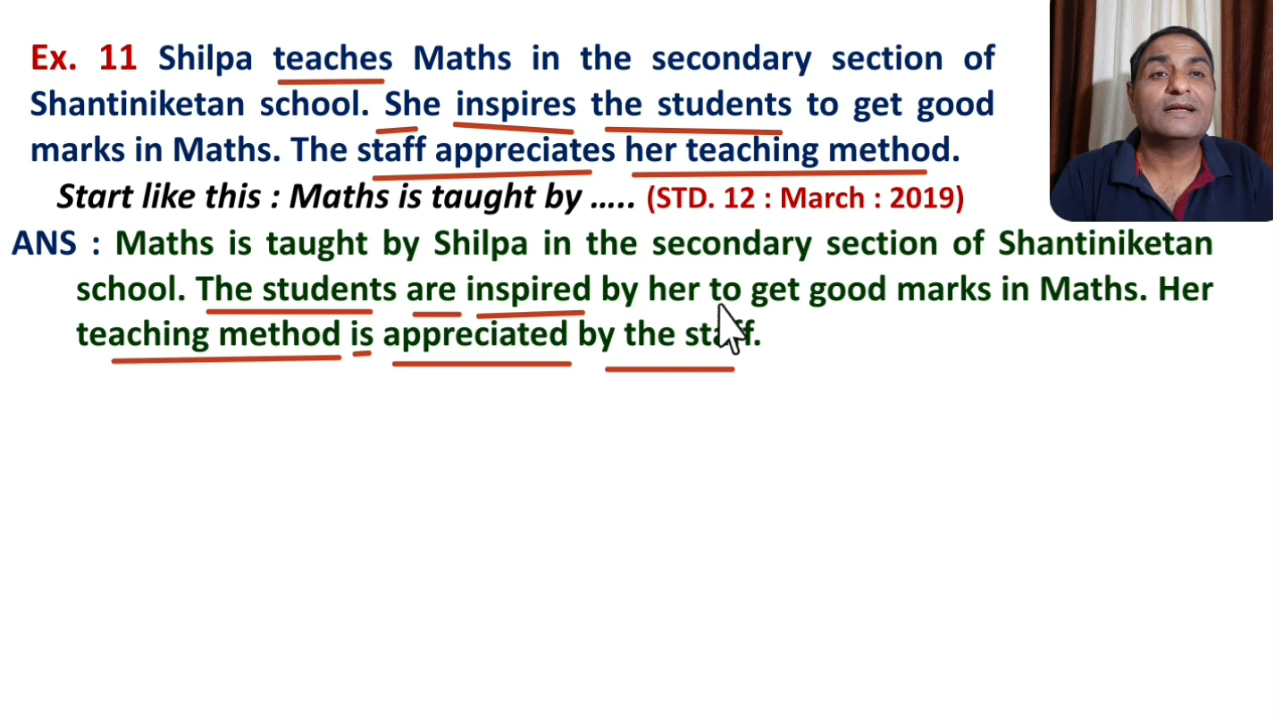 Ex. 11 Shilpa teaches Maths in the secondary section of
Shantiniketan school. She inspires the students to get good
marks in Maths. The staff appreciates her teaching method.
Start like this : Maths is taught by ….. (STD. 12 : March : 2019)
ANS : Maths is taught by Shilpa in the secondary section of Shantiniketan
school. The students are inspired by her to get good marks in Maths. Her
teaching method is appreciated by the staff.